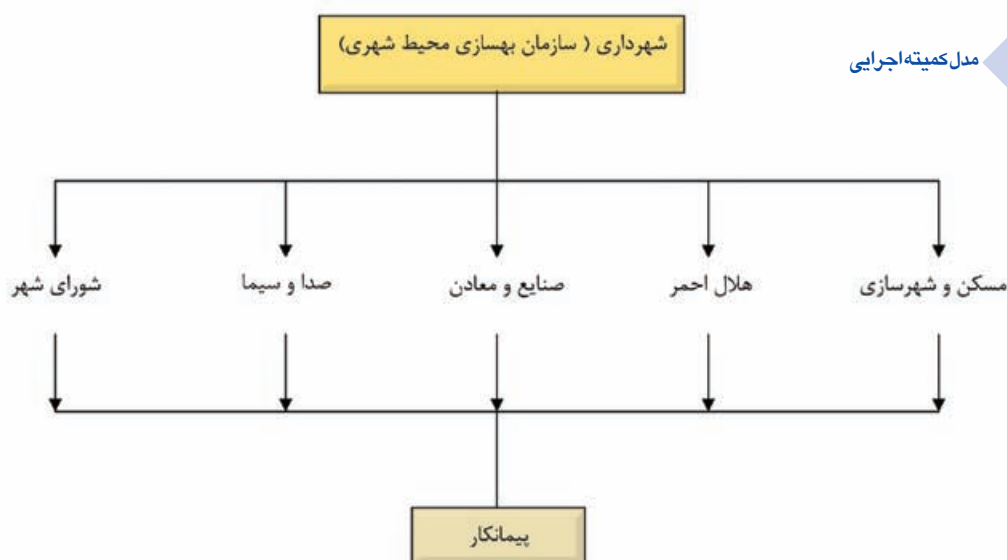 مدل کمیته اجرایی
شهرداری ( سازمان بهسازی محیط شهری)
مسکن و شهرسازی
هلال احمر
صنایع و معادن
صدا و سیما
شورای شهر
پیمانکار